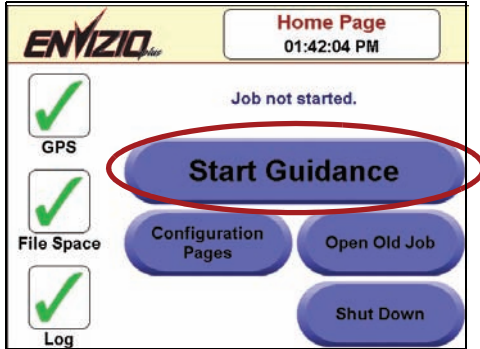 ENVIZIO plus
Home Page
01:42:04 PM
Job not started.
GPS
Start Guidance
File Space
Configuration
Pages
Open Old Job
Log
Shut Down